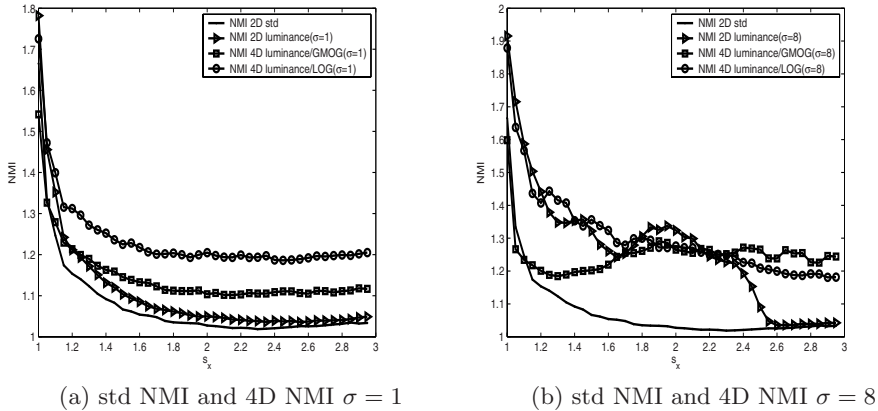 NMI 2D std
NMI 2D luminance(σ=1)
NMI 4D luminance/GMOG(σ=1)
NMI 4D luminance/LOG(σ=1)
1.8
1.7
1.6
1.5
1.4
1.3
1.2
1.1
1
NMI
1 1.2 1.4 1.6 1.8 2 2.2 2.4 2.6 2.8 3
s_x
(a) std NMI and 4D NMI σ = 1
NMI 2D std
NMI 2D luminance(σ=8)
NMI 4D luminance/GMOG(σ=8)
NMI 4D luminance/LOG(σ=8)
2
1.9
1.8
1.7
1.6
1.5
1.4
1.3
1.2
1.1
1
NMI
1 1.2 1.4 1.6 1.8 2 2.2 2.4 2.6 2.8 3
s_x
(b) std NMI and 4D NMI σ = 8